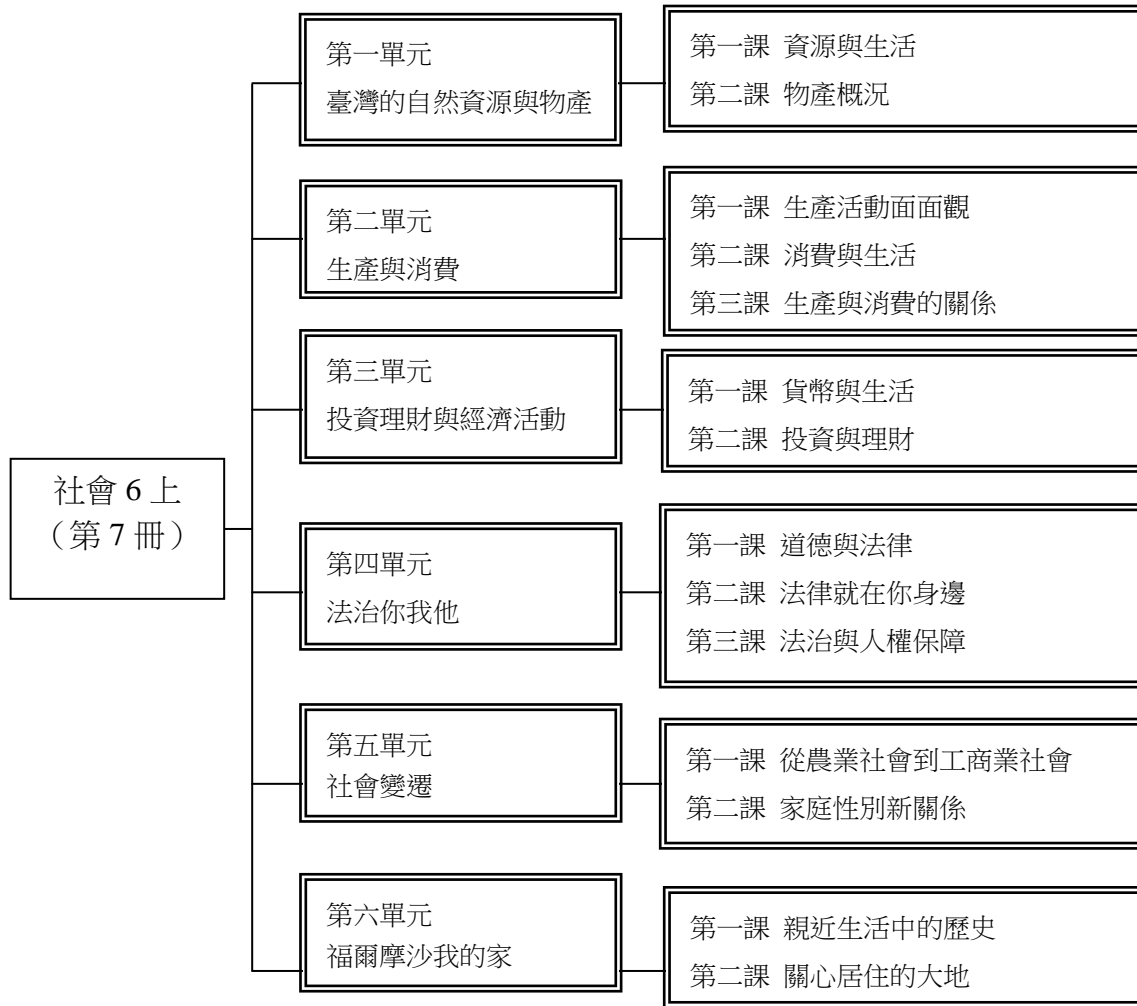 社會 6 上
（第 7 冊）
第一單元
臺灣的自然資源與物產
第一課 資源與生活
第二課 物產概況
第二單元
生產與消費
第一課 生產活動面面觀
第二課 消費與生活
第三課 生產與消費的關係
第三單元
投資理財與經濟活動
第一課 貨幣與生活
第二課 投資與理財
第四單元
法治你我他
第一課 道德與法律
第二課 法律就在你身邊
第三課 法治與人權保障
第五單元
社會變遷
第一課 從農業社會到工商業社會
第二課 家庭性別新關係
第六單元
福爾摩沙我的家
第一課 親近生活中的歷史
第二課 關心居住的大地